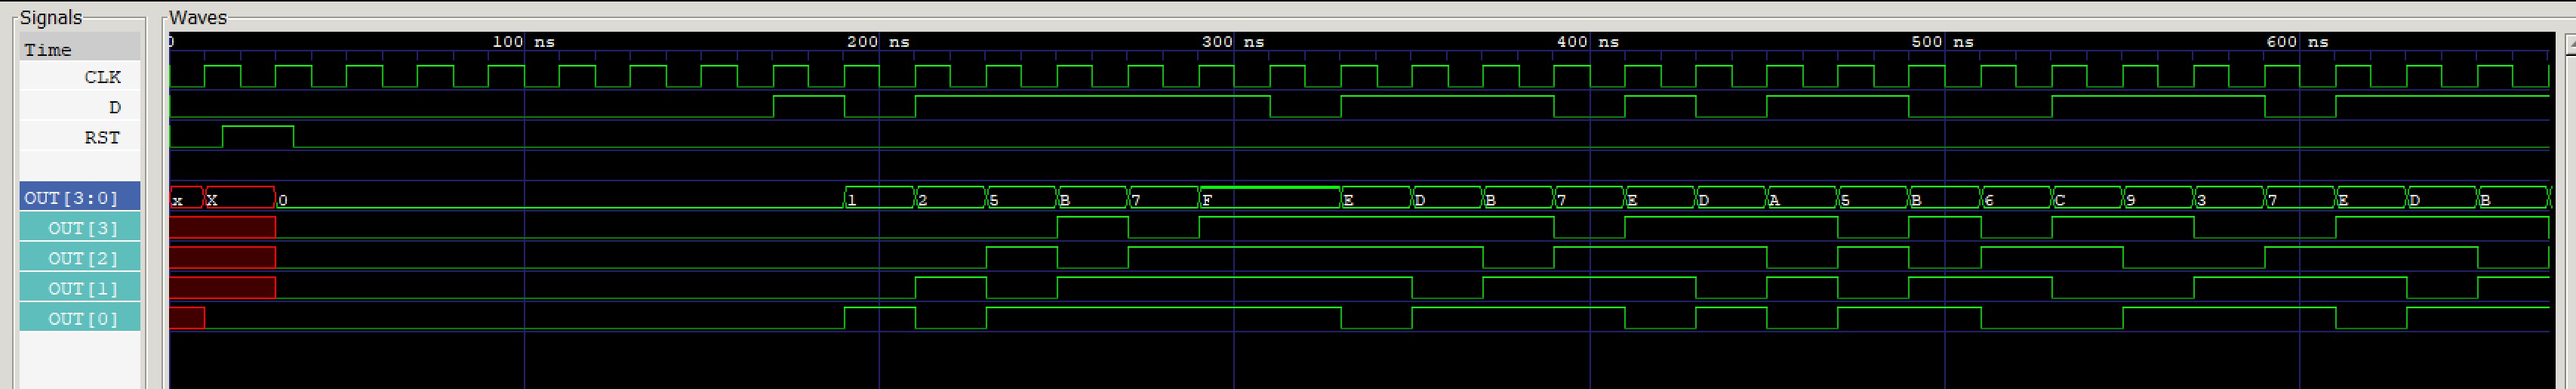 Signals
Waves
Time
0 100 ns 200 ns 300 ns 400 ns 500 ns 600 ns
CLK
D
RST
OUT[3:0] x X 0 1 2 5 B 7 F E D B 7 E D A 5 B 6 C 9 3 7 E D B
OUT[3]
OUT[2]
OUT[1]
OUT[0]